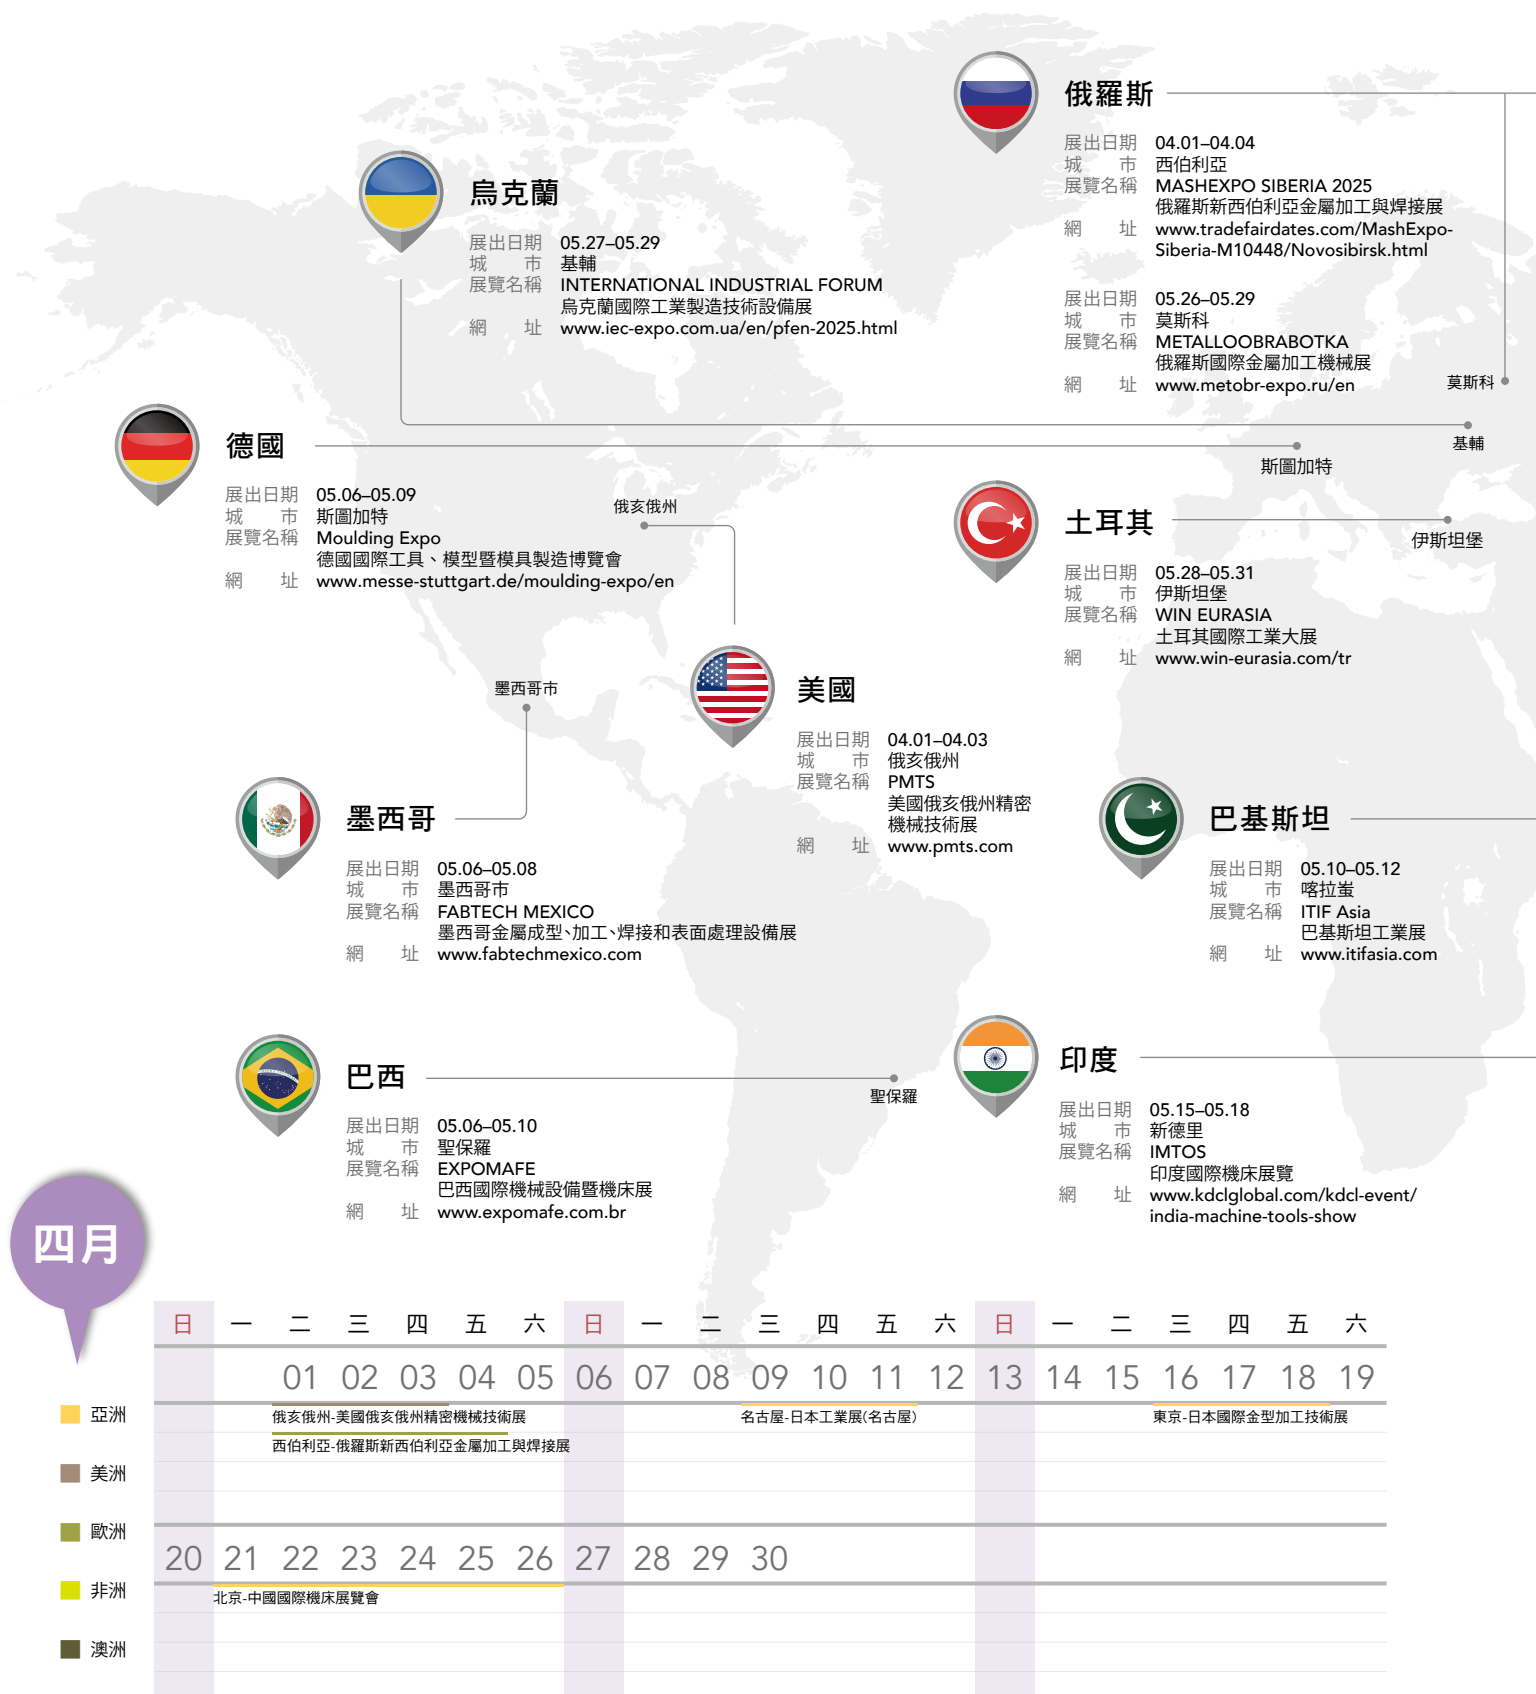 俄羅斯
展出日期 04.01–04.04
城市 西伯利亞
展覽名稱 MASHEXPO SIBERIA 2025
俄羅斯新西伯利亞金屬加工與焊接展
網址 www.tradefairdates.com/MashExpo-
Siberia-M10448/Novosibirsk.html
展出日期 05.26–05.29
城市 莫斯科
展覽名稱 METALLOOBRABOTKA
俄羅斯國際金屬加工機械展
網址 www.metobr-expo.ru/en
莫斯科
烏克蘭
展出日期 05.27–05.29
城市 基輔
展覽名稱 INTERNATIONAL INDUSTRIAL FORUM
烏克蘭國際工業製造技術設備展
網址 www.iec-expo.com.ua/en/pfen-2025.html
基輔
德國
斯圖加特
展出日期 05.06–05.09
城市 斯圖加特
展覽名稱 Moulding Expo
德國國際工具、模型暨模具製造博覽會
網址 www.messe-stuttgart.de/moulding-expo/en
俄亥俄州
土耳其
伊斯坦堡
展出日期 05.28–05.31
城市 伊斯坦堡
展覽名稱 WIN EURASIA
土耳其國際工業大展
網址 www.win-eurasia.com/tr
美國
展出日期 04.01–04.03
城市 俄亥俄州
展覽名稱 PMTS
美國俄亥俄州精密
機械技術展
網址 www.pmts.com
墨西哥市
墨西哥
展出日期 05.06–05.08
城市 墨西哥市
展覽名稱 FABTECH MEXICO
墨西哥金屬成型、加工、焊接和表面處理設備展
網址 www.fabtechmexico.com
巴基斯坦
展出日期 05.10–05.12
城市 喀拉蚩
展覽名稱 ITIF Asia
巴基斯坦工業展
網址 www.itifasia.com
巴西
聖保羅
展出日期 05.06–05.10
城市 聖保羅
展覽名稱 EXPOMAFE
巴西國際機械設備暨機床展
網址 www.expomafe.com.br
印度
展出日期 05.15–05.18
城市 新德里
展覽名稱 IMTOS
印度國際機床展覽
網址 www.kdclglobal.com/kdcl-event/
india-machine-tools-show
四月
日 一 二 三 四 五 六 日 一 二 三 四 五 六 日 一 二 三 四 五 六
01 02 03 04 05 06 07 08 09 10 11 12 13 14 15 16 17 18 19
俄亥俄州-美國俄亥俄州精密機械技術展 名古屋-日本工業展(名古屋) 東京-日本國際金型加工技術展
西伯利亞-俄羅斯新西伯利亞金屬加工與焊接展
20 21 22 23 24 25 26 27 28 29 30
北京-中國國際機床展覽會
亞洲
美洲
歐洲
非洲
澳洲